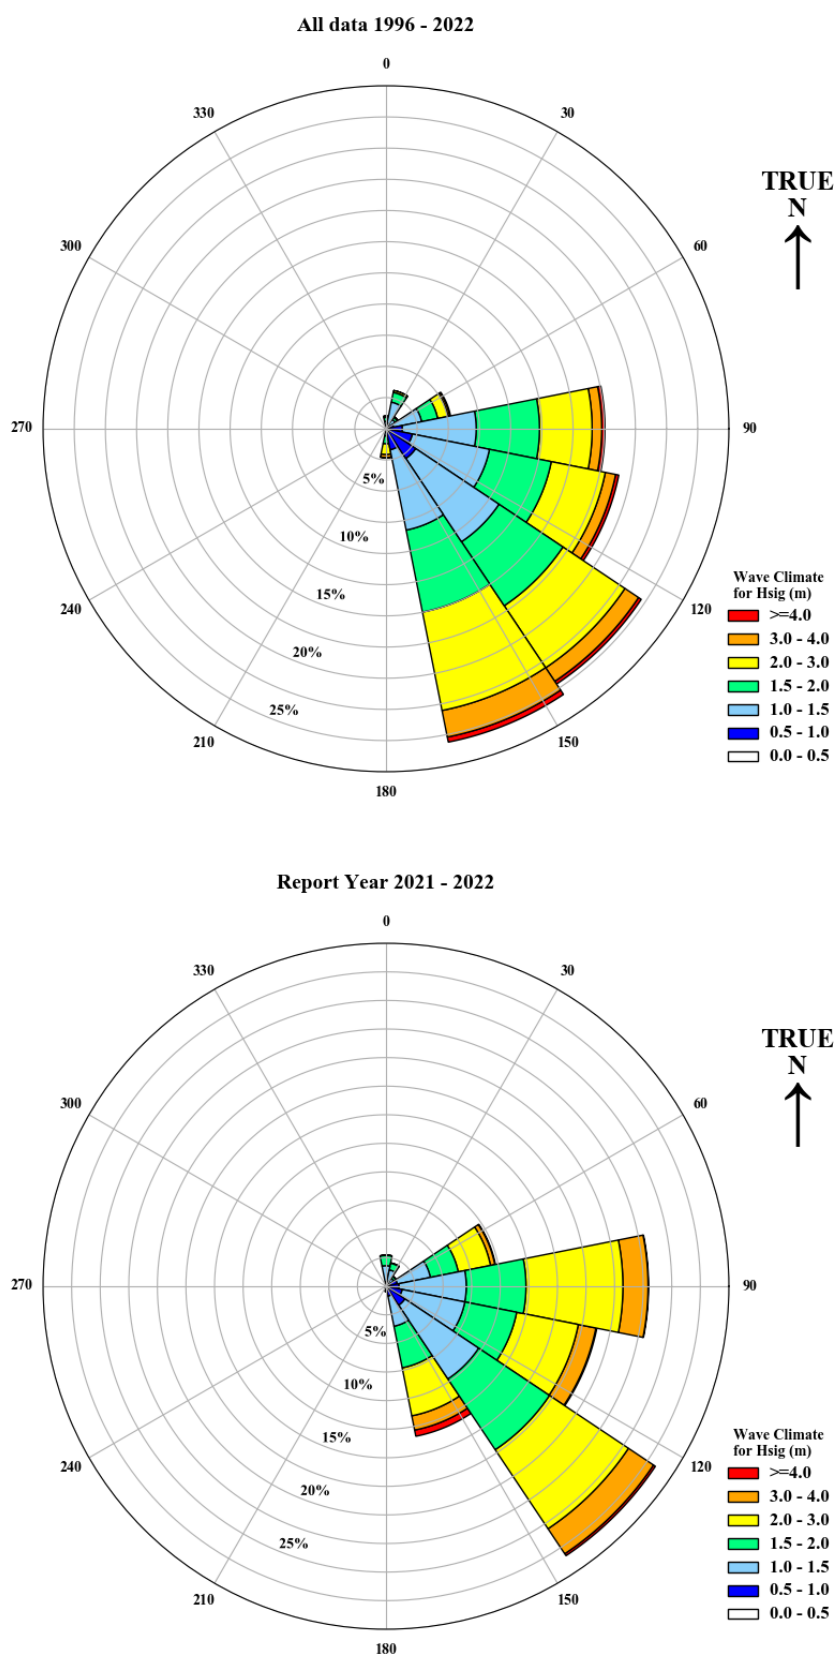 All data 1996 - 2022
0
330
30
TRUE
N
300
60
270
90
5%
10%
15%
20%
25%
240
120
210
150
180
Wave Climate
for Hsig (m)
>=4.0
3.0 - 4.0
2.0 - 3.0
1.5 - 2.0
1.0 - 1.5
0.5 - 1.0
0.0 - 0.5
Report Year 2021 - 2022
0
330
30
TRUE
N
300
60
270
90
5%
10%
15%
20%
25%
240
120
210
150
180
Wave Climate
for Hsig (m)
>=4.0
3.0 - 4.0
2.0 - 3.0
1.5 - 2.0
1.0 - 1.5
0.5 - 1.0
0.0 - 0.5